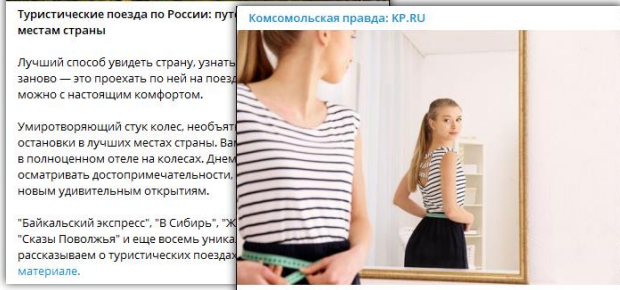 Туристические поезда по России: пут
местам страны
Лучший способ увидеть страну, узнать
заново — это проехать по ней на поезд
можно с настоящим комфортом.
Умиротворяющий стук колес, необъят
остановки в лучших местах страны. Ва
в полноценном отеле на колесах. Днем
осматривать достопримечательности,
новым удивительным открытиям.
"Байкальский экспресс", "В Сибирь", "Ж
"Сказы Поволжья" и еще восемь уника
рассказываем о туристических поездах
материале.
Комсомольская правда: KP.RU